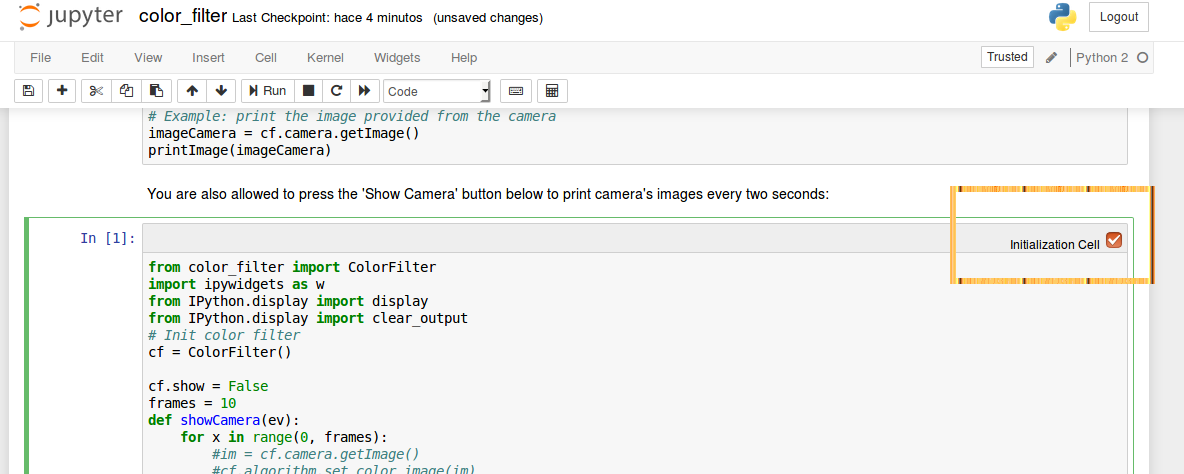 jupyter color_filter Last Checkpoint: hace 4 minutos (unsaved changes)
Logout
File Edit View Insert Cell Kernel Widgets Help
Trusted Python 2
Run Code
# Example: print the image provided from the camera
imageCamera = cf.camera.getImage()
printImage(imageCamera)
You are also allowed to press the 'Show Camera' button below to print camera's images every two seconds:
In [1]:
Initialization Cell
from color_filter import ColorFilter
import ipywidgets as w
from IPython.display import display
from IPython.display import clear_output
# Init color filter
cf = ColorFilter()
cf.show = False
frames = 10
def showCamera(ev):
for x in range(0, frames):
#im = cf.camera.getImage()
#cf.algorithm.set_color_image(im)